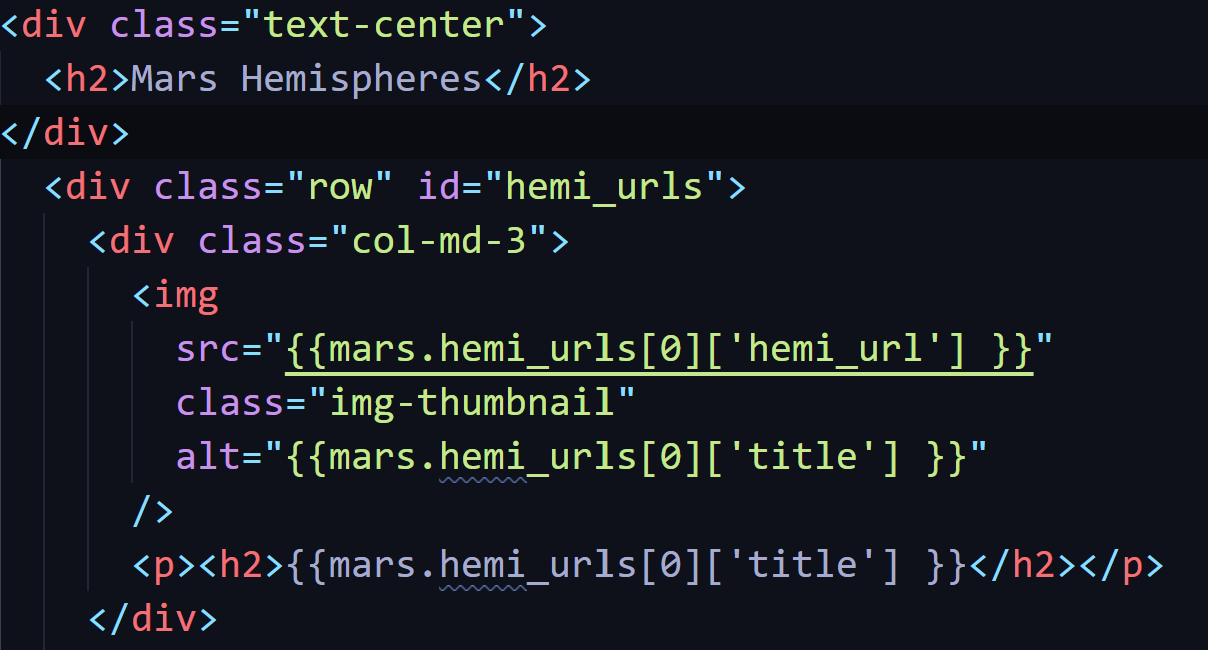 <div class="text-center">
<h2>Mars Hemispheres</h2>
</div>
<div class="row" id="hemi_urls">
<div class="col-md-3">
<img
src="{{mars.hemi_urls[0]['hemi_url'] }}"
class="img-thumbnail"
alt="{{mars.hemi_urls[0]['title'] }}"
/>
<p><h2>{{mars.hemi_urls[0]['title'] }}</h2></p>
</div>